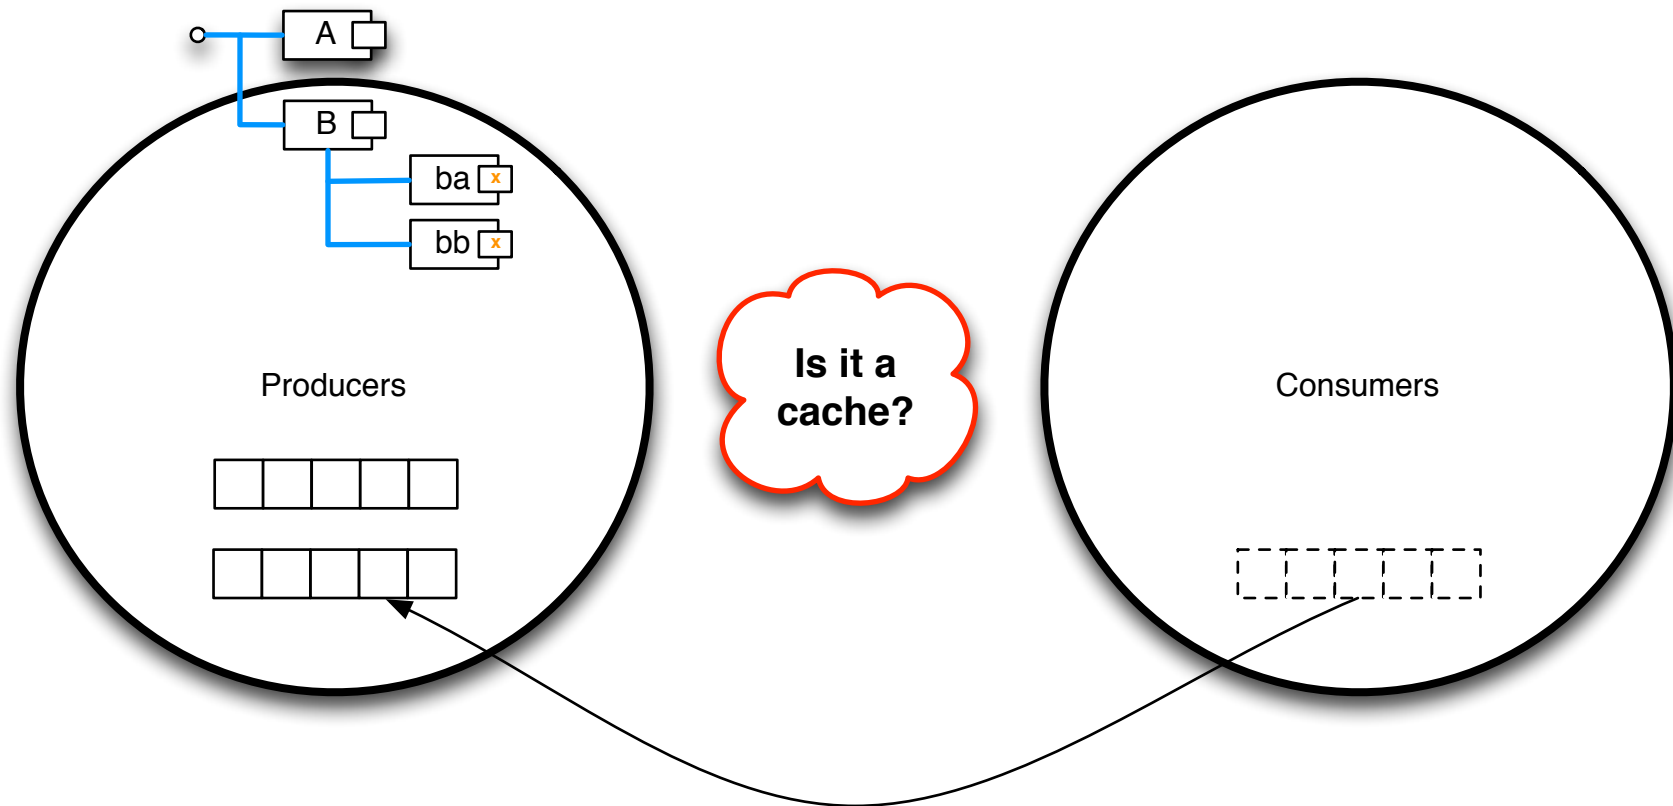 A
B
ba x
bb x
Is it a
cache?
Producers
Consumers